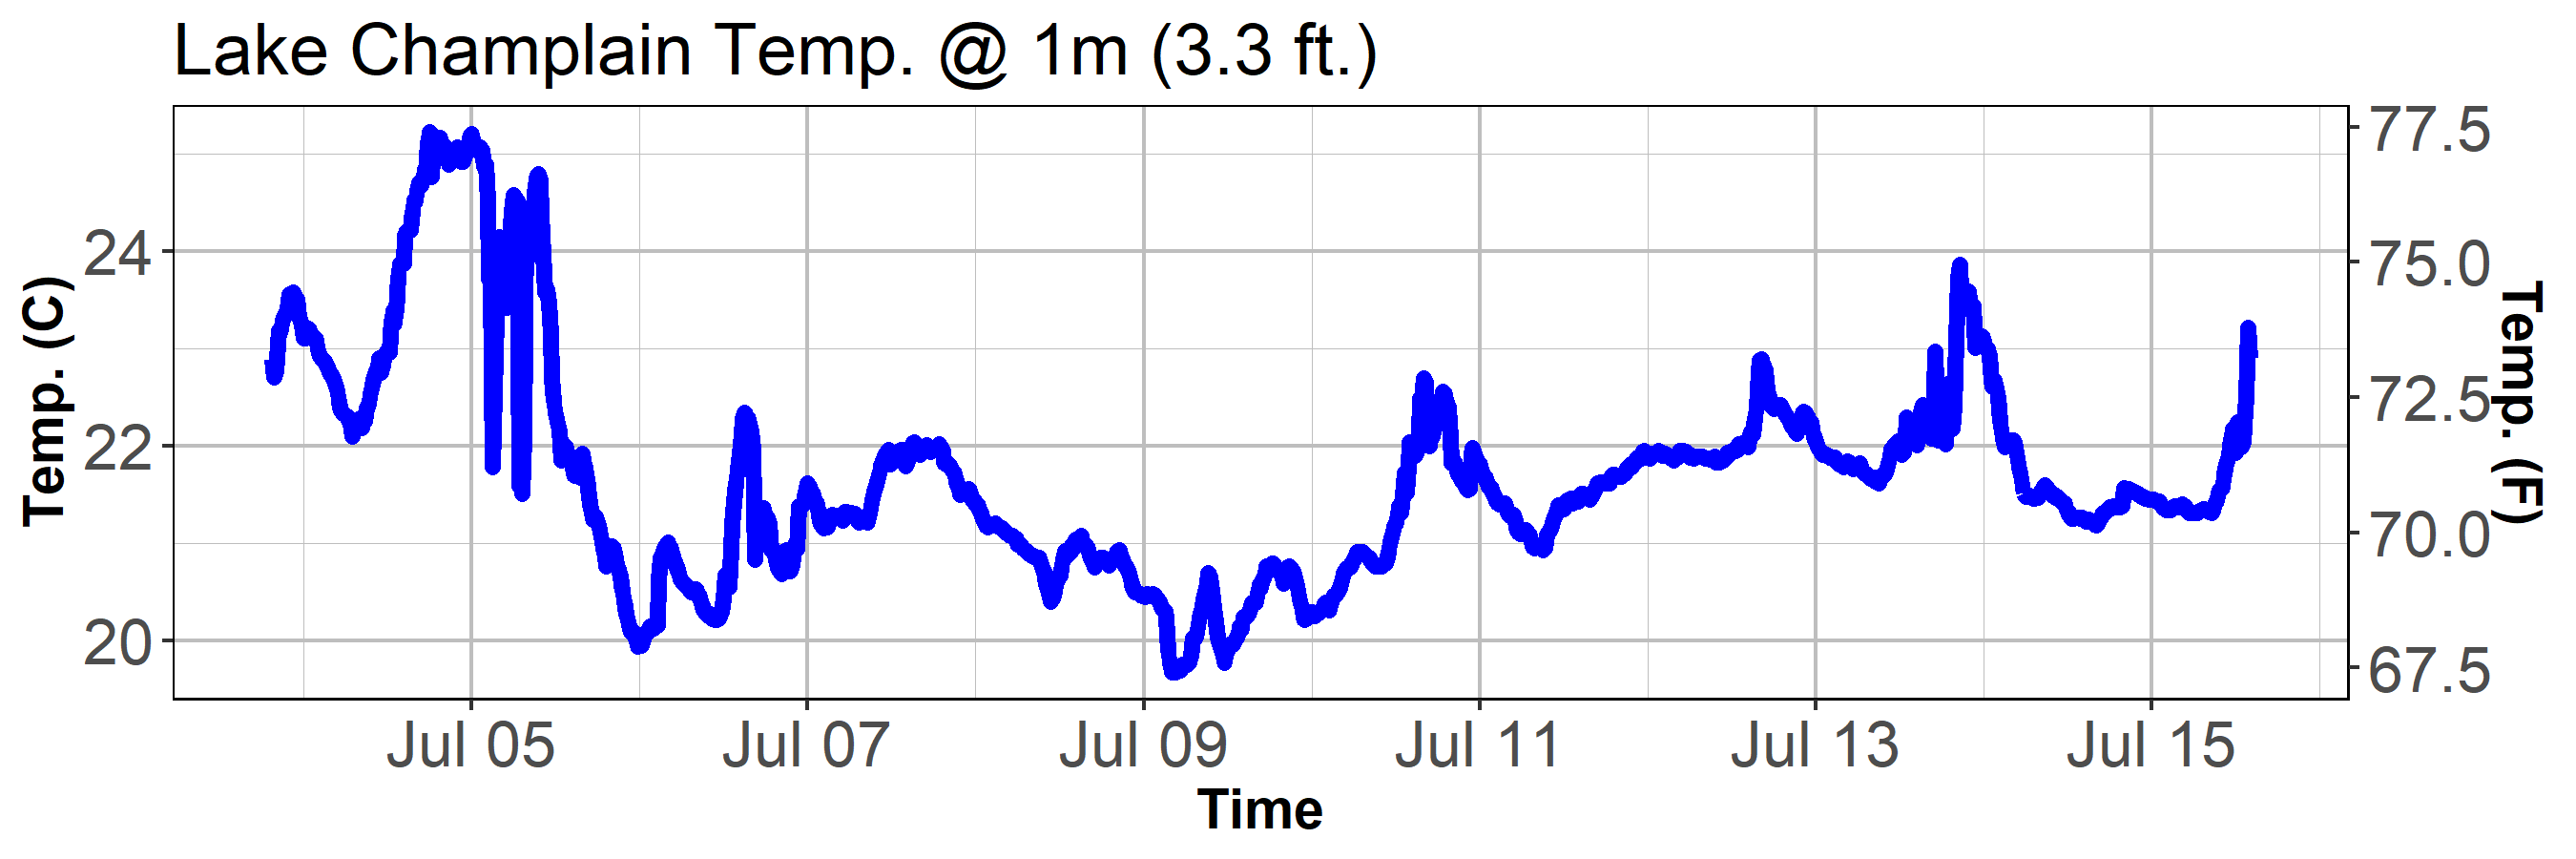 Lake Champlain Temp. @ 1m (3.3 ft.)
Temp. (C)
24
22
20
77.5
75.0
72.5
70.0
67.5
Temp. (F)
Jul 05 Jul 07 Jul 09 Jul 11 Jul 13 Jul 15
Time